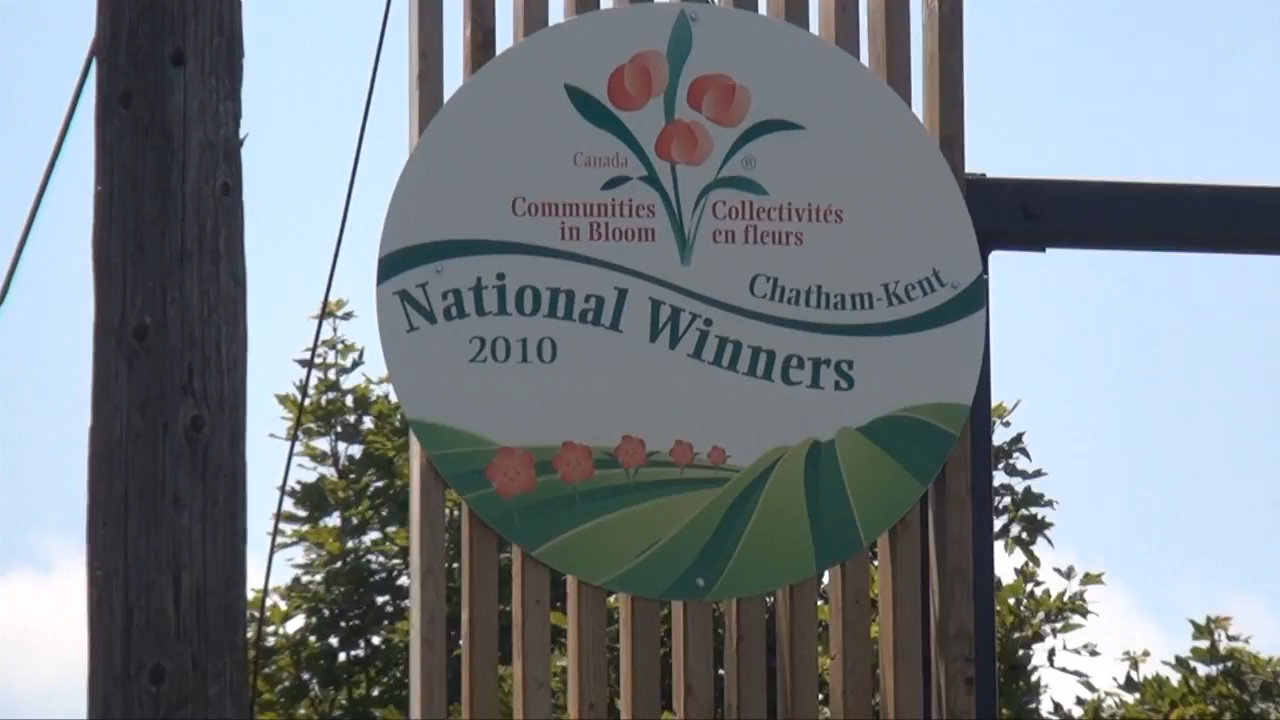 Canada ®
Communities
in Bloom
Collectivités
en fleurs
Chatham-Kent
National Winners
2010